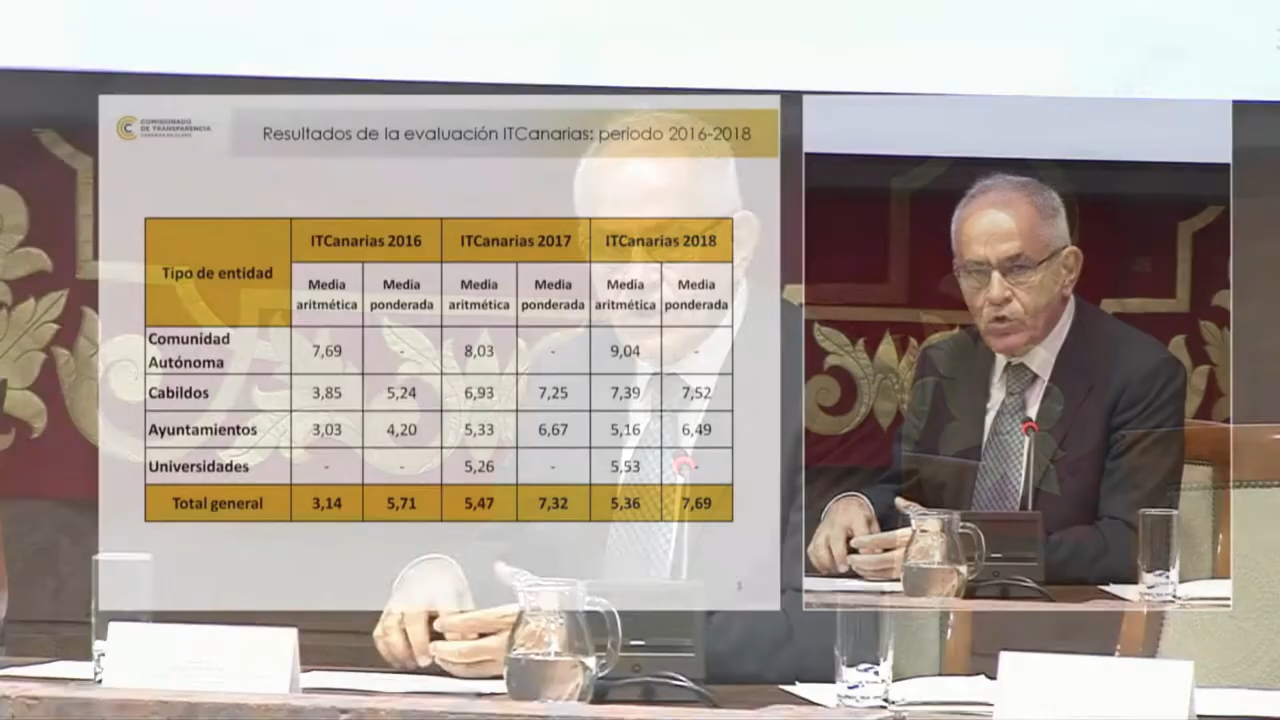 COMISIONADO
DE TRANSPARENCIA
Resultados de la evaluación ITCanarias: periodo 2016-2018
Tipo de entidad ITCanarias 2016 ITCanarias 2017 ITCanarias 2018
Media aritmética Media ponderada Media aritmética Media ponderada Media aritmética Media ponderada
Comunidad Autónoma 7,69 - 8,03 - 9,04 -
Cabildos 3,85 5,24 6,93 7,25 7,39 7,52
Ayuntamientos 3,03 4,20 5,33 6,67 5,16 6,49
Universidades - - 5,26 - 5,53 -
Total general 3,14 5,71 5,47 7,32 5,36 7,69